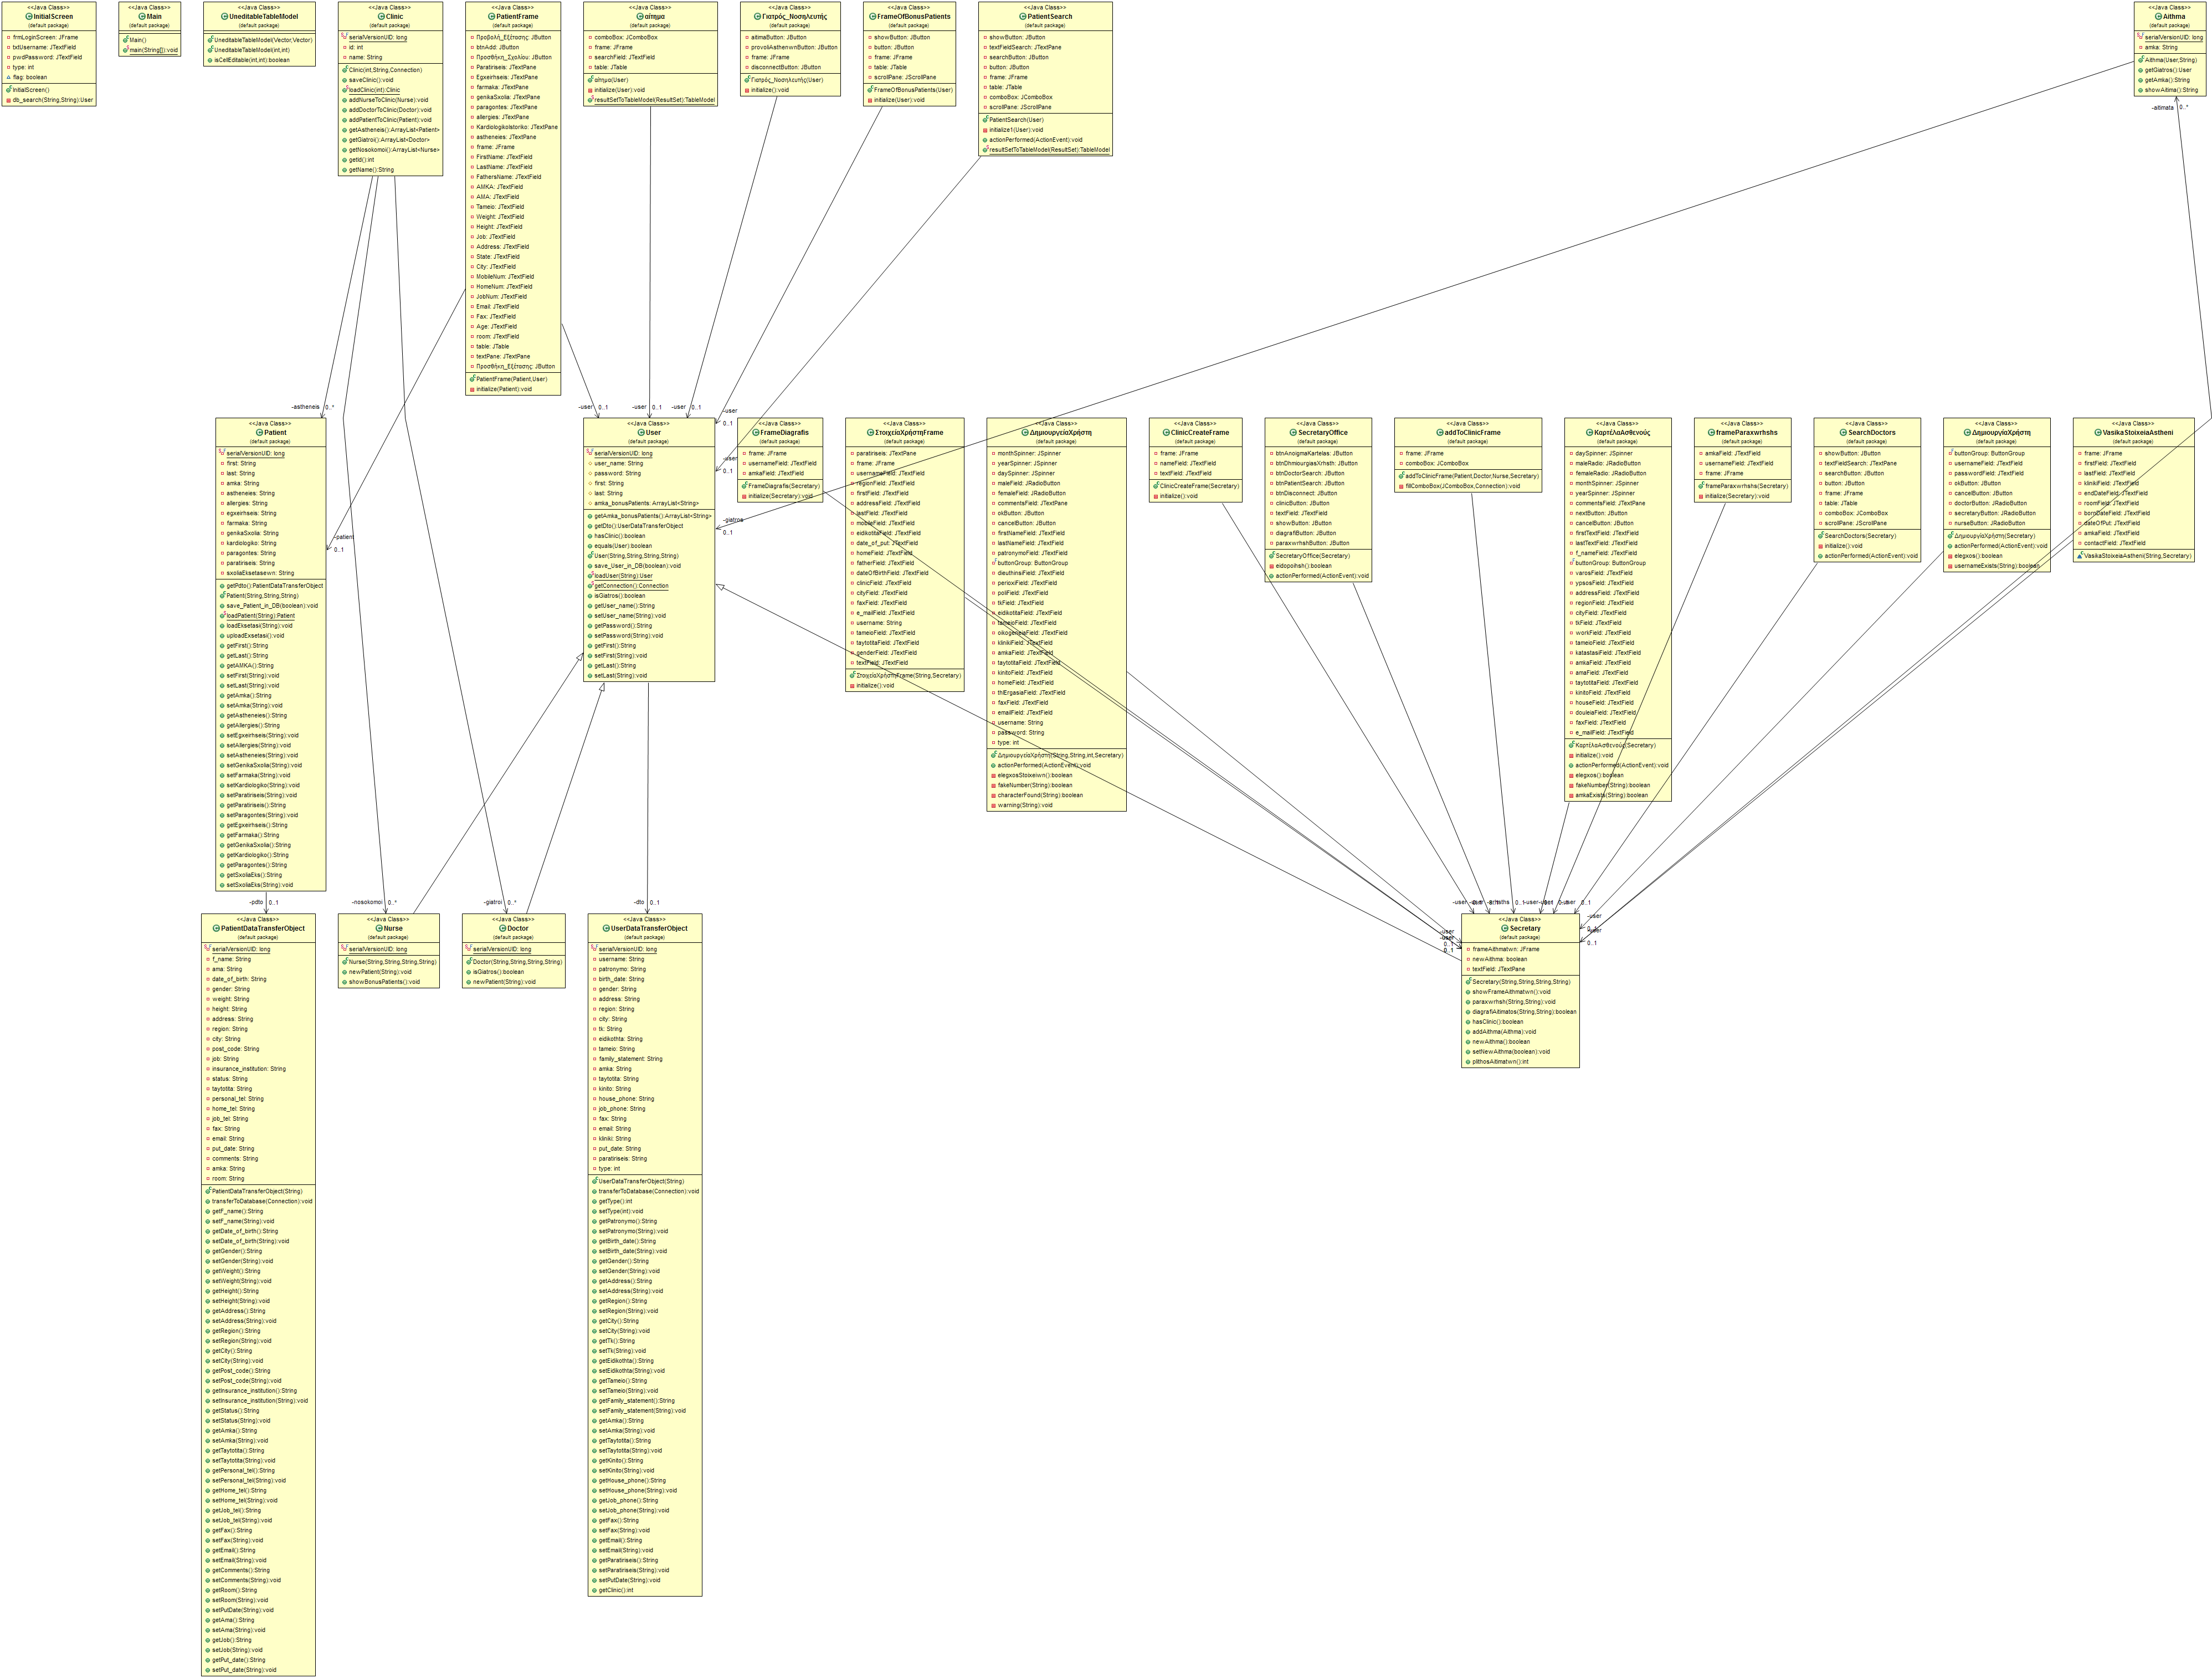 <<Java Class>>
InitialScreen
(default package)
frmLoginScreen: JFrame
txtUsername: JTextField
pwdPassword: JTextField
type: int
flag: boolean
InitialScreen()
db_search(String,String):User
<<Java Class>>
Main
(default package)
Main()
main(String[]):void
<<Java Class>>
UneditableTableModel
(default package)
UneditableTableModel(Vector,Vector)
UneditableTableModel(int,int)
isCellEditable(int,int):boolean
<<Java Class>>
Clinic
(default package)
serialVersionUID: long
id: int
name: String
Clinic(int,String,Connection)
saveClinic():void
loadClinic(int):Clinic
addNurseToClinic(Nurse):void
addDoctorToClinic(Doctor):void
addPatientToClinic(Patient):void
getAstheneis():ArrayList<Patient>
getGiatroi():ArrayList<Doctor>
getNosokomoi():ArrayList<Nurse>
getId():int
getName():String
<<Java Class>>
PatientFrame
(default package)
Προβολή_Εξέτασης: JButton
btnAdd: JButton
Προσθήκη_Σχολίου: JButton
Paratiriseis: JTextPane
Egxeirhseis: JTextPane
farmaka: JTextPane
genikaSxolia: JTextPane
paragontes: JTextPane
allergies: JTextPane
KardiologikoIstoriko: JTextPane
astheneies: JTextPane
frame: JFrame
FirstName: JTextField
LastName: JTextField
FathersName: JTextField
AMKA: JTextField
AMA: JTextField
Tameio: JTextField
Weight: JTextField
Height: JTextField
Job: JTextField
Address: JTextField
State: JTextField
City: JTextField
MobileNum: JTextField
HomeNum: JTextField
JobNum: JTextField
Email: JTextField
Fax: JTextField
Age: JTextField
room: JTextField
table: JTable
textPane: JTextPane
Προσθήκη_Εξέτασης: JButton
PatientFrame(Patient,User)
initialize(Patient):void
<<Java Class>>
αίτημα
(default package)
comboBox: JComboBox
frame: JFrame
searchField: JTextField
table: JTable
αίτημα(User)
initialize(User):void
resultSetToTableModel(ResultSet):TableModel
<<Java Class>>
Γιατρός_Νοσηλευτής
(default package)
aitimaButton: JButton
provoliAsthenwnButton: JButton
frame: JFrame
disconnectButton: JButton
Γιατρός_Νοσηλευτής(User)
initialize():void
<<Java Class>>
FrameOfBonusPatients
(default package)
showButton: JButton
button: JButton
frame: JFrame
table: JTable
scrollPane: JScrollPane
FrameOfBonusPatients(User)
initialize(User):void
<<Java Class>>
PatientSearch
(default package)
showButton: JButton
textFieldSearch: JTextPane
searchButton: JButton
button: JButton
frame: JFrame
table: JTable
comboBox: JComboBox
scrollPane: JScrollPane
PatientSearch(User)
initialize1(User):void
actionPerformed(ActionEvent):void
resultSetToTableModel(ResultSet):TableModel
<<Java Class>>
Aithma
(default package)
serialVersionUID: long
amka: String
Aithma(User,String)
getGiatros():User
getAmka():String
showAitima():String
-aitimata 0..*
-astheneis 0..*
-user 0..1
-user 0..1
-user 0..1
-user
0..1
-user
0..1
-giatros
0..1
-patient
0..1
<<Java Class>>
Patient
(default package)
serialVersionUID: long
first: String
last: String
amka: String
astheneies: String
allergies: String
egxeirhseis: String
farmaka: String
genikaSxolia: String
kardiologiko: String
paragontes: String
paratiriseis: String
sxoliaEksetasewn: String
getPdto():PatientDataTransferObject
Patient(String,String,String)
save_Patient_in_DB(boolean):void
loadPatient(String):Patient
loadEksetasi(String):void
uploadExsetasi():void
getFirst():String
getLast():String
getAMKA():String
setFirst(String):void
setLast(String):void
getAmka():String
setAmka(String):void
getAstheneies():String
getAllergies():String
setEgxeirhseis(String):void
setAllergies(String):void
setAstheneies(String):void
setGenikaSxolia(String):void
setFarmaka(String):void
setKardiologiko(String):void
setParatiriseis(String):void
getParatiriseis():String
setParagontes(String):void
getEgxeirhseis():String
getFarmaka():String
getGenikaSxolia():String
getKardiologiko():String
getParagontes():String
getSxoliaEks():String
setSxoliaEks(String):void
<<Java Class>>
User
(default package)
serialVersionUID: long
user_name: String
password: String
first: String
last: String
amka_bonusPatients: ArrayList<String>
getAmka_bonusPatients():ArrayList<String>
getDto():UserDataTransferObject
hasClinic():boolean
equals(User):boolean
User(String,String,String,String)
save_User_in_DB(boolean):void
loadUser(String):User
getConnection():Connection
isGiatros():boolean
getUser_name():String
setUser_name(String):void
getPassword():String
setPassword(String):void
getFirst():String
setFirst(String):void
getLast():String
setLast(String):void
<<Java Class>>
FrameDiagrafis
(default package)
frame: JFrame
usernameField: JTextField
amkaField: JTextField
FrameDiagrafis(Secretary)
initialize(Secretary):void
<<Java Class>>
ΣτοιχείαΧρήστηFrame
(default package)
paratiriseis: JTextPane
frame: JFrame
usernameField: JTextField
regionField: JTextField
firstField: JTextField
addressField: JTextField
lastField: JTextField
mobileField: JTextField
eidikotitaField: JTextField
date_of_put: JTextField
homeField: JTextField
fatherField: JTextField
dateOfBirthField: JTextField
clinicField: JTextField
cityField: JTextField
faxField: JTextField
e_mailField: JTextField
username: String
tameioField: JTextField
taytotitaField: JTextField
genderField: JTextField
textField: JTextField
ΣτοιχείαΧρήστηFrame(String,Secretary)
initialize():void
<<Java Class>>
ΔημιουργείαΧρήστη
(default package)
monthSpinner: JSpinner
yearSpinner: JSpinner
daySpinner: JSpinner
maleField: JRadioButton
femaleField: JRadioButton
commentsField: JTextPane
okButton: JButton
cancelButton: JButton
firstNameField: JTextField
lastNameField: JTextField
patronymoField: JTextField
buttonGroup: ButtonGroup
dieuthinsiField: JTextField
perioxiField: JTextField
poliField: JTextField
tkField: JTextField
eidikotitaField: JTextField
tameioField: JTextField
oikogeneiaField: JTextField
klinikiField: JTextField
amkaField: JTextField
taytotitaField: JTextField
kinitoField: JTextField
homeField: JTextField
thlErgasiaField: JTextField
faxField: JTextField
emailField: JTextField
username: String
password: String
type: int
ΔημιουργείαΧρήστη(String,String,int,Secretary)
actionPerformed(ActionEvent):void
elegxosStoixeiwn():boolean
fakeNumber(String):boolean
characterFound(String):boolean
warning(String):void
<<Java Class>>
ClinicCreateFrame
(default package)
frame: JFrame
nameField: JTextField
textField: JTextField
ClinicCreateFrame(Secretary)
initialize():void
<<Java Class>>
SecretaryOffice
(default package)
btnAnoigmaKartelas: JButton
btnDhmiourgiasXrhsth: JButton
btnDoctorSearch: JButton
btnPatientSearch: JButton
btnDisconnect: JButton
clinicButton: JButton
textField: JTextField
showButton: JButton
diagrafiButton: JButton
paraxwrhshButton: JButton
SecretaryOffice(Secretary)
eidopoihsh():boolean
actionPerformed(ActionEvent):void
<<Java Class>>
addToClinicFrame
(default package)
frame: JFrame
comboBox: JComboBox
addToClinicFrame(Patient,Doctor,Nurse,Secretary)
fillComboBox(JComboBox,Connection):void
<<Java Class>>
ΚαρτέλαΑσθενούς
(default package)
daySpinner: JSpinner
maleRadio: JRadioButton
femaleRadio: JRadioButton
monthSpinner: JSpinner
yearSpinner: JSpinner
commentsField: JTextPane
nextButton: JButton
cancelButton: JButton
firstTextField: JTextField
lastTextField: JTextField
f_nameField: JTextField
buttonGroup: ButtonGroup
varosField: JTextField
ypsosField: JTextField
addressField: JTextField
regionField: JTextField
cityField: JTextField
tkField: JTextField
workField: JTextField
tameioField: JTextField
katastasiField: JTextField
amkaField: JTextField
amaField: JTextField
taytotitaField: JTextField
kinitoField: JTextField
houseField: JTextField
douleiaField: JTextField
faxField: JTextField
e_mailField: JTextField
ΚαρτέλαΑσθενούς(Secretary)
initialize():void
actionPerformed(ActionEvent):void
elegxos():boolean
fakeNumber(String):boolean
amkaExists(String):boolean
<<Java Class>>
frameParaxwrhshs
(default package)
amkaField: JTextField
usernameField: JTextField
frame: JFrame
frameParaxwrhshs(Secretary)
initialize(Secretary):void
<<Java Class>>
SearchDoctors
(default package)
showButton: JButton
textFieldSearch: JTextPane
searchButton: JButton
button: JButton
frame: JFrame
table: JTable
comboBox: JComboBox
scrollPane: JScrollPane
SearchDoctors(Secretary)
initialize():void
actionPerformed(ActionEvent):void
<<Java Class>>
ΔημιουργίαΧρήστη
(default package)
buttonGroup: ButtonGroup
usernameField: JTextField
passwordField: JTextField
okButton: JButton
cancelButton: JButton
doctorButton: JRadioButton
secretaryButton: JRadioButton
nurseButton: JRadioButton
ΔημιουργίαΧρήστη(Secretary)
actionPerformed(ActionEvent):void
elegxos():boolean
usernameExists(String):boolean
<<Java Class>>
VasikaStoixeiaAstheni
(default package)
frame: JFrame
firstField: JTextField
lastField: JTextField
klinikiField: JTextField
endDateField: JTextField
roomField: JTextField
bornDateField: JTextField
dateOfPut: JTextField
amkaField: JTextField
contactField: JTextField
VasikaStoixeiaAstheni(String,Secretary)
-pdto 0..1
-nosokomoi 0..*
-giatroi 0..*
-dto 0..1
<<Java Class>>
PatientDataTransferObject
(default package)
serialVersionUID: long
f_name: String
ama: String
date_of_birth: String
gender: String
weight: String
height: String
address: String
region: String
city: String
post_code: String
job: String
insurance_institution: String
status: String
taytotita: String
personal_tel: String
home_tel: String
job_tel: String
fax: String
email: String
put_date: String
comments: String
amka: String
room: String
PatientDataTransferObject(String)
transferToDatabase(Connection):void
getF_name():String
setF_name(String):void
getDate_of_birth():String
setDate_of_birth(String):void
getGender():String
setGender(String):void
getWeight():String
setWeight(String):void
getHeight():String
setHeight(String):void
getAddress():String
setAddress(String):void
getRegion():String
setRegion(String):void
getCity():String
setCity(String):void
getPost_code():String
setPost_code(String):void
getInsurance_institution():String
setInsurance_institution(String):void
getStatus():String
setStatus(String):void
getAmka():String
setAmka(String):void
getTaytotita():String
setTaytotita(String):void
getPersonal_tel():String
setPersonal_tel(String):void
getHome_tel():String
setHome_tel(String):void
getJob_tel():String
setJob_tel(String):void
getFax():String
setFax(String):void
getEmail():String
setEmail(String):void
getComments():String
setComments(String):void
getRoom():String
setRoom(String):void
setPutDate(String):void
getAma():String
setAma(String):void
getJob():String
setJob(String):void
getPut_date():String
setPut_date(String):void
<<Java Class>>
Nurse
(default package)
serialVersionUID: long
Nurse(String,String,String,String)
newPatient(String):void
showBonusPatients():void
<<Java Class>>
Doctor
(default package)
serialVersionUID: long
Doctor(String,String,String,String)
isGiatros():boolean
newPatient(String):void
<<Java Class>>
UserDataTransferObject
(default package)
serialVersionUID: long
username: String
patronymo: String
birth_date: String
gender: String
address: String
region: String
city: String
tk: String
eidikothta: String
tameio: String
family_statement: String
amka: String
taytotita: String
kinito: String
house_phone: String
job_phone: String
fax: String
email: String
kliniki: String
put_date: String
paratiriseis: String
type: int
UserDataTransferObject(String)
transferToDatabase(Connection):void
getType():int
setType(int):void
getPatronymo():String
setPatronymo(String):void
getBirth_date():String
setBirth_date(String):void
getGender():String
setGender(String):void
getAddress():String
setAddress(String):void
getRegion():String
setRegion(String):void
getCity():String
setCity(String):void
getTk():String
setTk(String):void
getEidikothta():String
setEidikothta(String):void
getTameio():String
setTameio(String):void
getFamily_statement():String
setFamily_statement(String):void
getAmka():String
setAmka(String):void
getTaytotita():String
setTaytotita(String):void
getKinito():String
setKinito(String):void
getHouse_phone():String
setHouse_phone(String):void
getJob_phone():String
setJob_phone(String):void
getFax():String
setFax(String):void
getEmail():String
setEmail(String):void
getParatiriseis():String
setParatiriseis(String):void
setPutDate(String):void
getClinic():int
-user
-user
0..1
0..1
-user
0..1
<<Java Class>>
Secretary
(default package)
frameAithmatwn: JFrame
newAithma: boolean
textField: JTextPane
Secretary(String,String,String,String)
showFrameAithmatwn():void
paraxwrhsh(String,String):void
diagrafiAitimatos(String,String):boolean
hasClinic():boolean
addAithma(Aithma):void
newAithma():boolean
setNewAithma(boolean):void
plithosAitimatwn():int